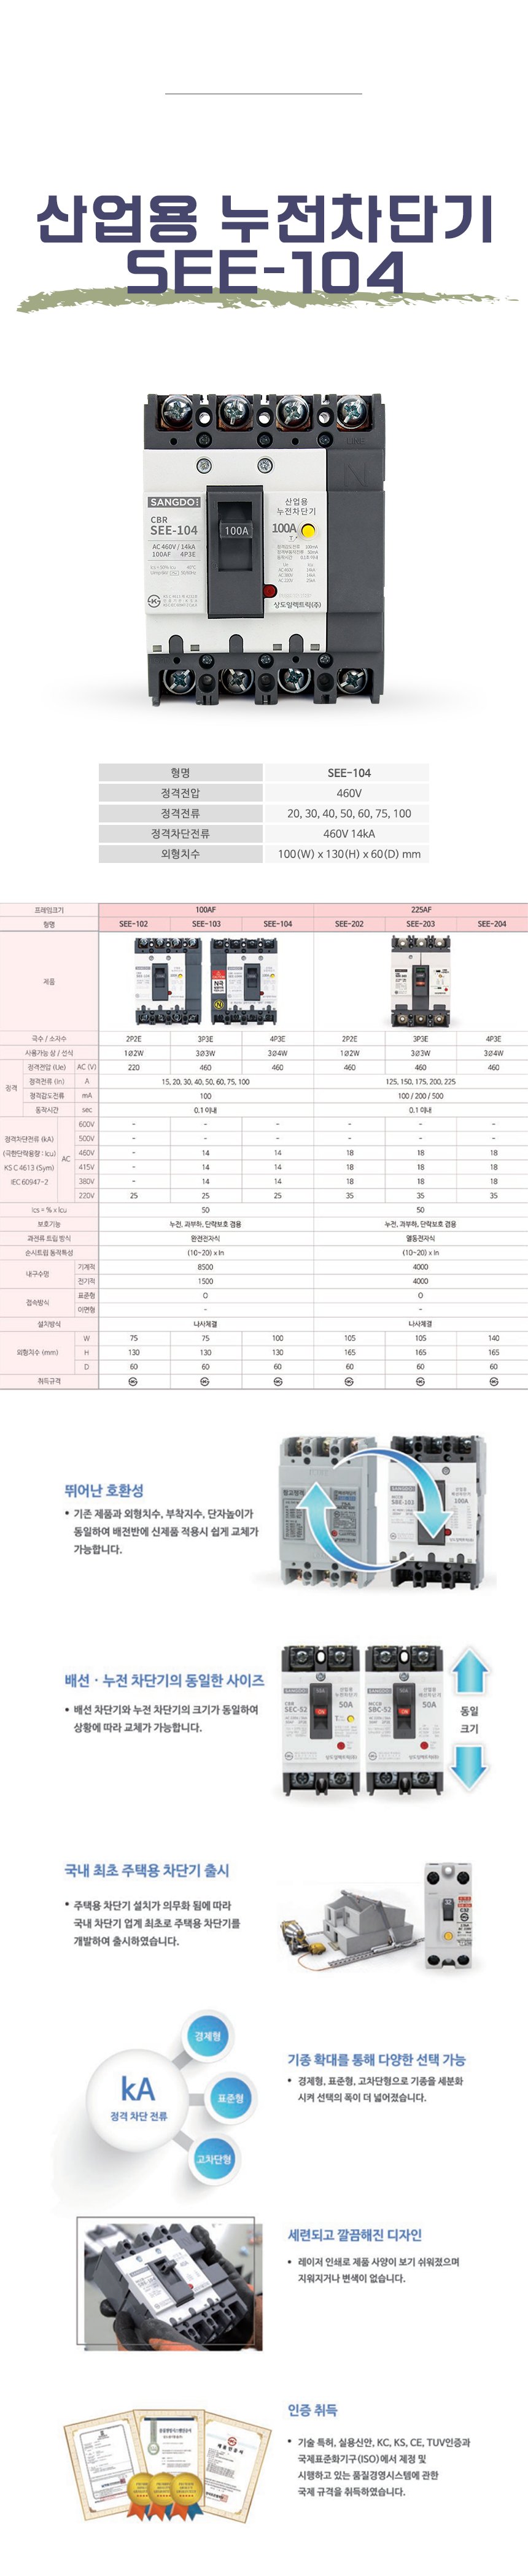 산업용 누전차단기
SEE-104
SANGDO
CBR
SEE-104
AC 460V / 14kA
100AF 4P3E
100A
산업용
누전차단기
100A
상도일렉트릭(주)
형명 SEE-104
정격전압 460V
정격전류 20, 30, 40, 50, 60, 75, 100
정격차단전류 460V 14kA
외형치수 100(W) x 130(H) x 60(D) mm
프레임크기 100AF 225AF
형명 SEE-102 SEE-103 SEE-104 SEE-202 SEE-203 SEE-204
제품
극수 / 소자수 2P2E 3P3E 4P3E 2P2E 3P3E 4P3E
사용가능 상 / 선식 1Ø2W 3Ø3W 3Ø4W 1Ø2W 3Ø3W 3Ø4W
정격
정격전압 (Ue) AC (V) 220 460 460 460 460 460
정격전류 (In) A 15, 20, 30, 40, 50, 60, 75, 100 125, 150, 175, 200, 225
정격감도전류 mA 100 100 / 200 / 500
동작시간 sec 0.1 이내 0.1 이내
정격차단전류 (kA)
(극한단락용량 : Icu)
KS C 4613 (Sym)
IEC 60947-2
AC
600V - - - - - -
500V - - - - - -
460V - 14 14 18 18 18
415V - 14 14 18 18 18
380V - 14 14 18 18 18
220V 25 25 25 35 35 35
Ics = % x Icu 50 50
보호기능 누전, 과부하, 단락보호 겸용 누전, 과부하, 단락보호 겸용
과전류 트립 방식 완전전자식 열동전자식
순시트립 동작특성 (10~20) x In (10~20) x In
내구수명
기계적 8500 4000
전기적 1500 4000
접속방식
표준형 O O
이면형 - -
설치방식 나사체결 나사체결
외형치수 (mm)
W 75 75 100 105 105 140
H 130 130 130 165 165 165
D 60 60 60 60 60 60
취득규격
뛰어난 호환성
• 기존 제품과 외형치수, 부착치수, 단자높이가
동일하여 배전반에 신제품 적용시 쉽게 교체가
가능합니다.
배선 · 누전 차단기의 동일한 사이즈
• 배선 차단기와 누전 차단기의 크기가 동일하여
상황에 따라 교체가 가능합니다.
50A
50A
동일
크기
국내 최초 주택용 차단기 출시
• 주택용 차단기 설치가 의무화 됨에 따라
국내 차단기 업계 최초로 주택용 차단기를
개발하여 출시하였습니다.
kA
정격 차단 전류
경제형
표준형
고차단형
기종 확대를 통해 다양한 선택 가능
• 경제형, 표준형, 고차단형으로 기종을 세분화
시켜 선택의 폭이 더 넓어졌습니다.
세련되고 깔끔해진 디자인
• 레이저 인쇄로 제품 사양이 보기 쉬워졌으며
지워지거나 변색이 없습니다.
인증 취득
• 기술 특허, 실용신안, KC, KS, CE, TUV인증과
국제표준화기구(ISO)에서 제정 및
시행하고 있는 품질경영시스템에 관한
국제 규격을 취득하였습니다.